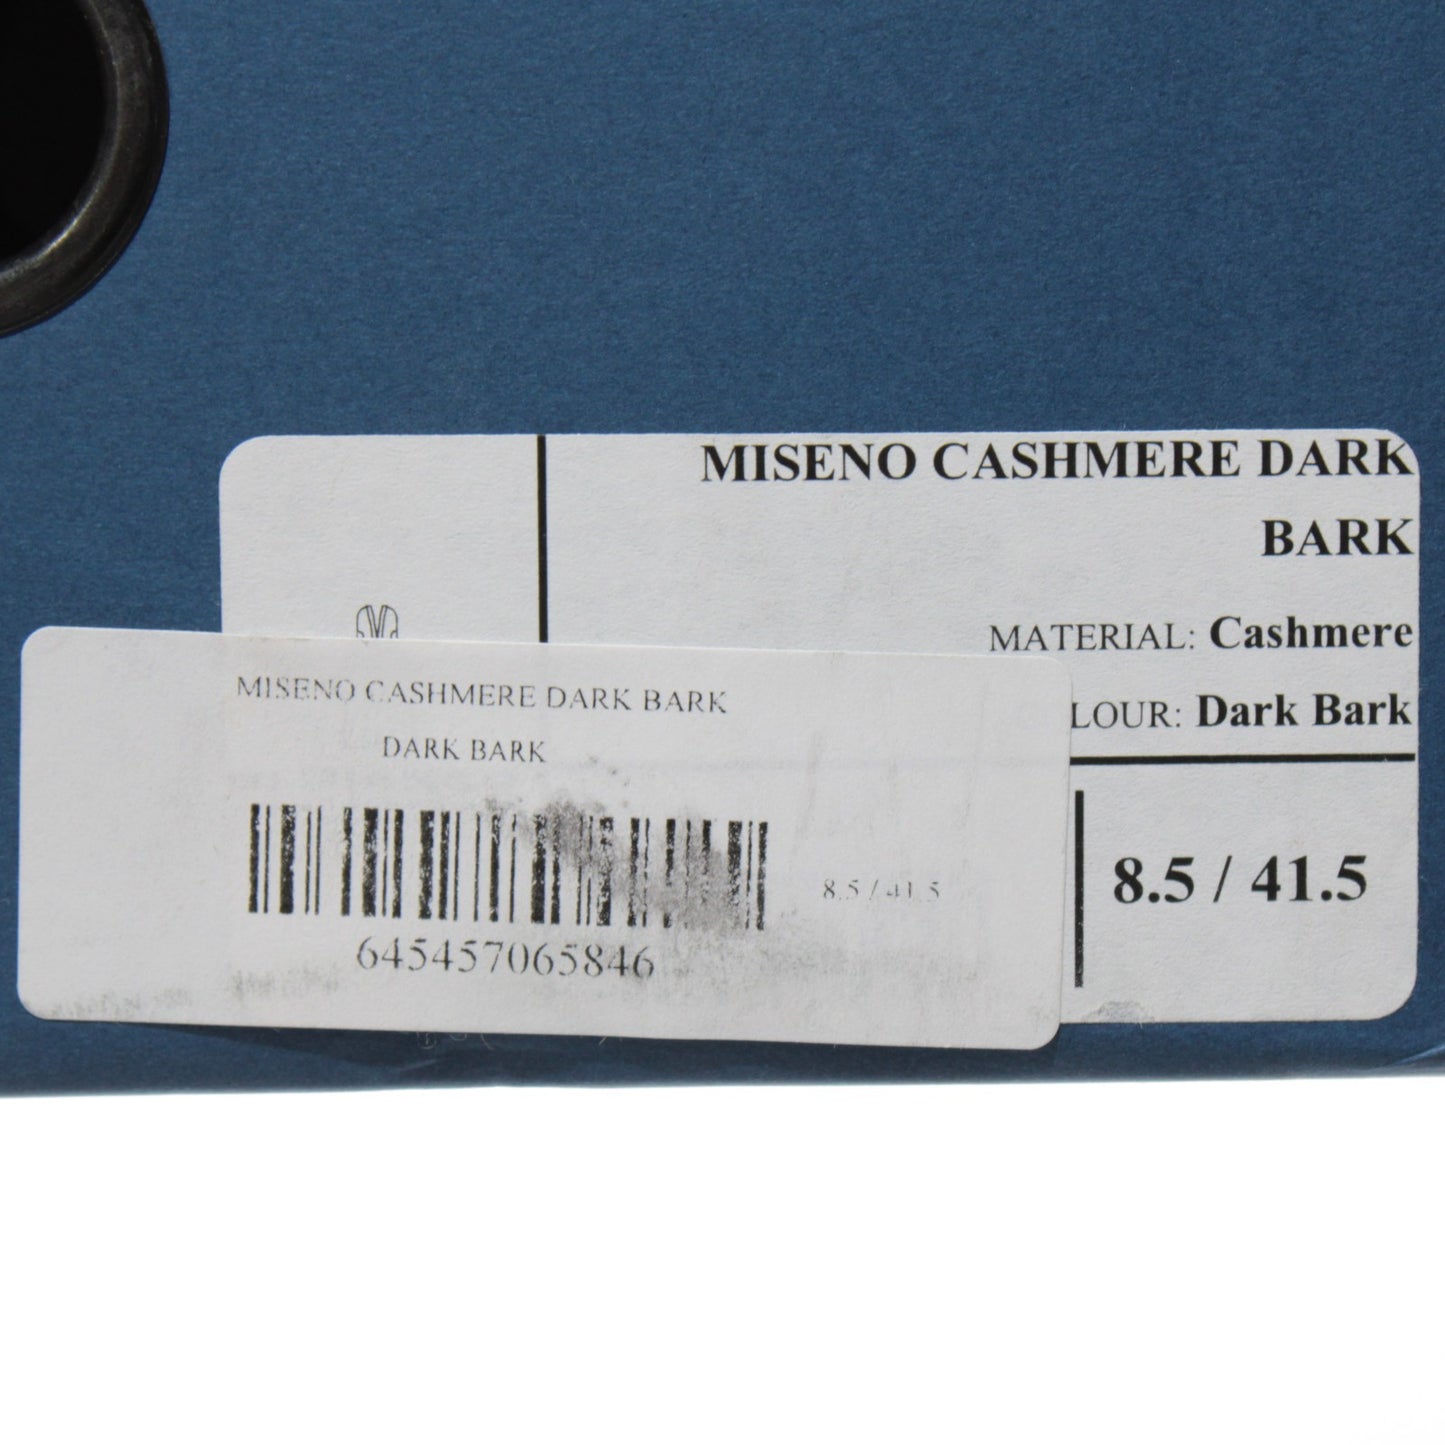 MISENO CASHMERE DARK
BARK
MATERIAL: Cashmere
LOUR: Dark Bark
8.5 / 41.5
MISENO CASHMERE DARK BARK
DARK BARK
8.5 / 41.5
645457065846